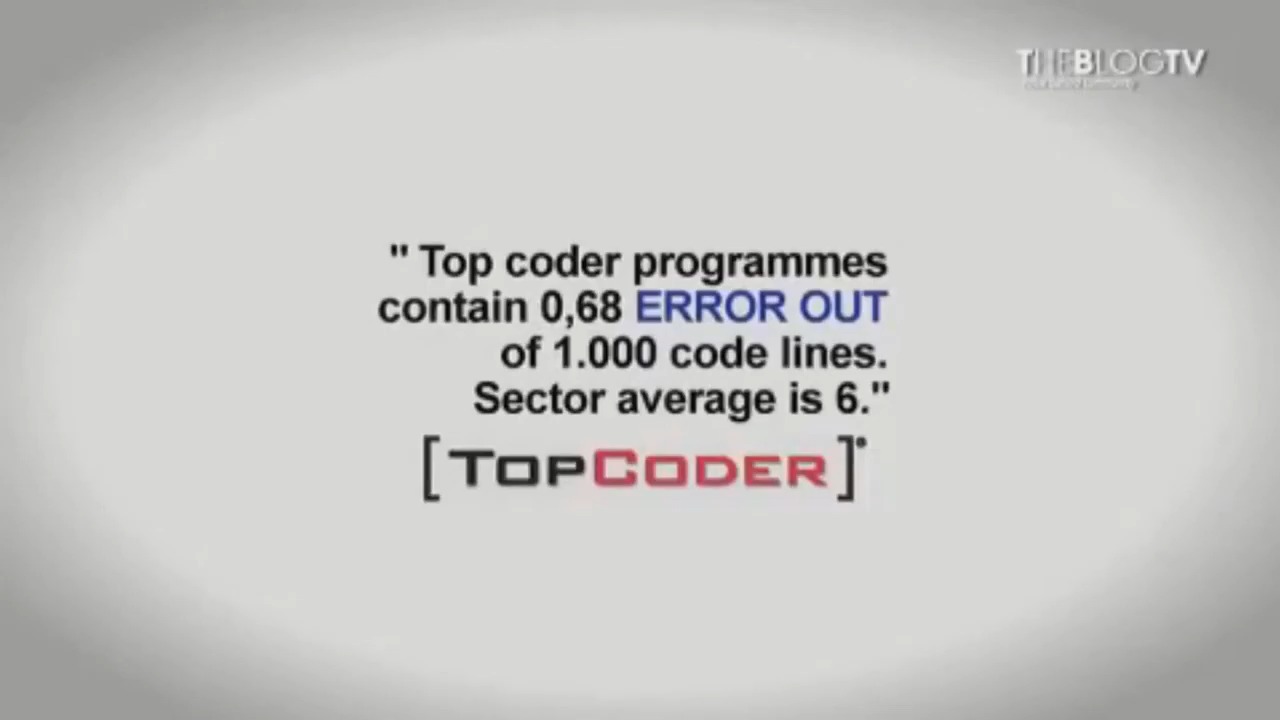 THEBLOGTV
" Top coder programmes
contain 0,68 ERROR OUT
of 1.000 code lines.
Sector average is 6."
[TOPCODER]